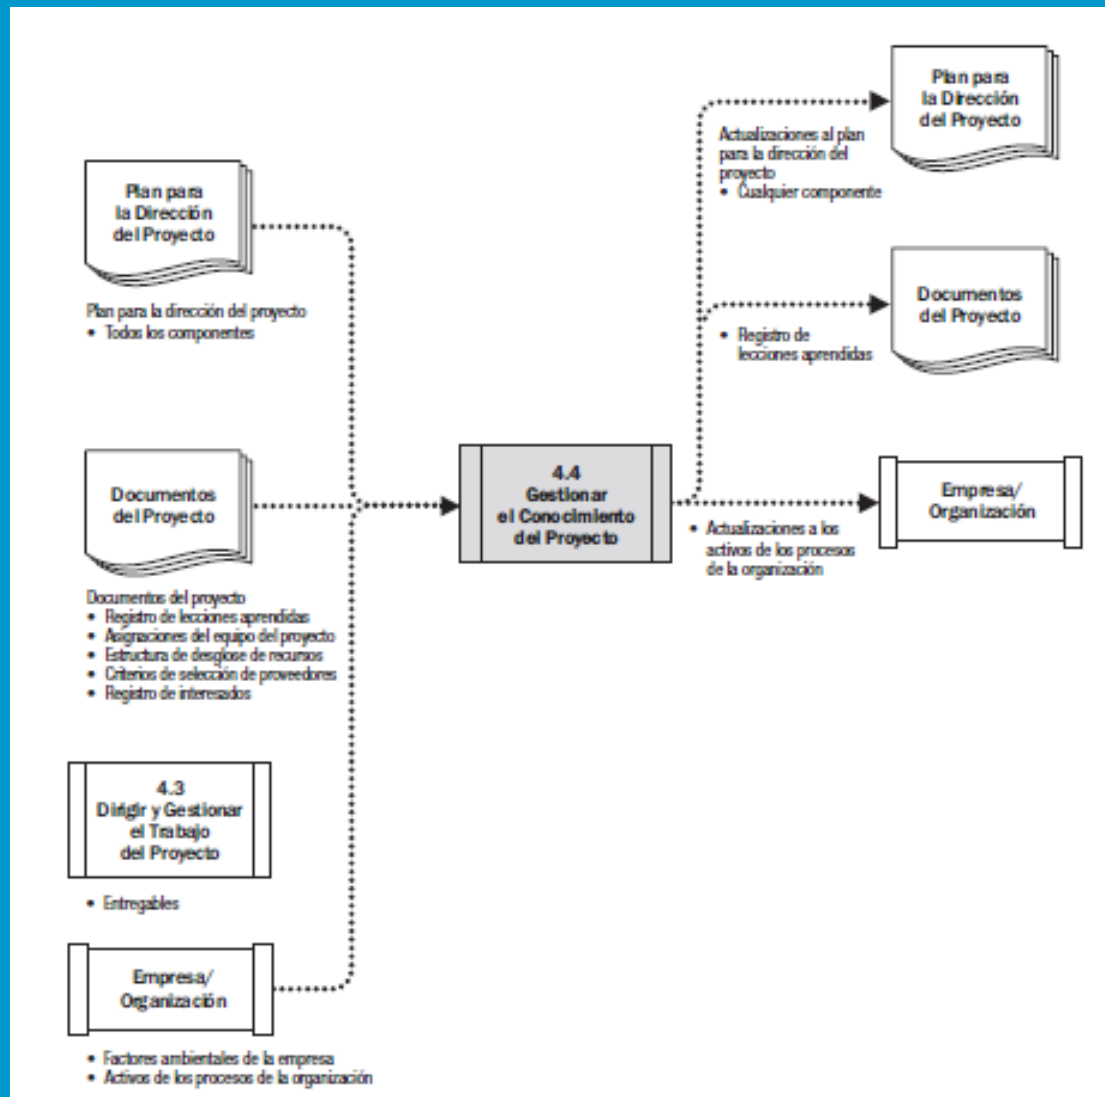 Plan para
la Dirección
del Proyecto
Plan para la dirección del proyecto
• Todos los componentes
Documentos
del Proyecto
Documentos del proyecto
• Registro de lecciones aprendidas
• Asignaciones del equipo del proyecto
• Estructura de desglose de recursos
• Criterios de selección de proveedores
• Registro de interesados
4.3
Dirigir y Gestionar
el Trabajo
del Proyecto
• Entregables
Empresa/
Organización
• Factores ambientales de la empresa
• Activos de los procesos de la organización
4.4
Gestionar
el Conocimiento
del Proyecto
Plan para
la Dirección
del Proyecto
Actualizaciones al plan
para la dirección del
proyecto
• Cualquier componente
Documentos
del Proyecto
• Registro de
lecciones aprendidas
Empresa/
Organización
• Actualizaciones a los
activos de los procesos
de la organización